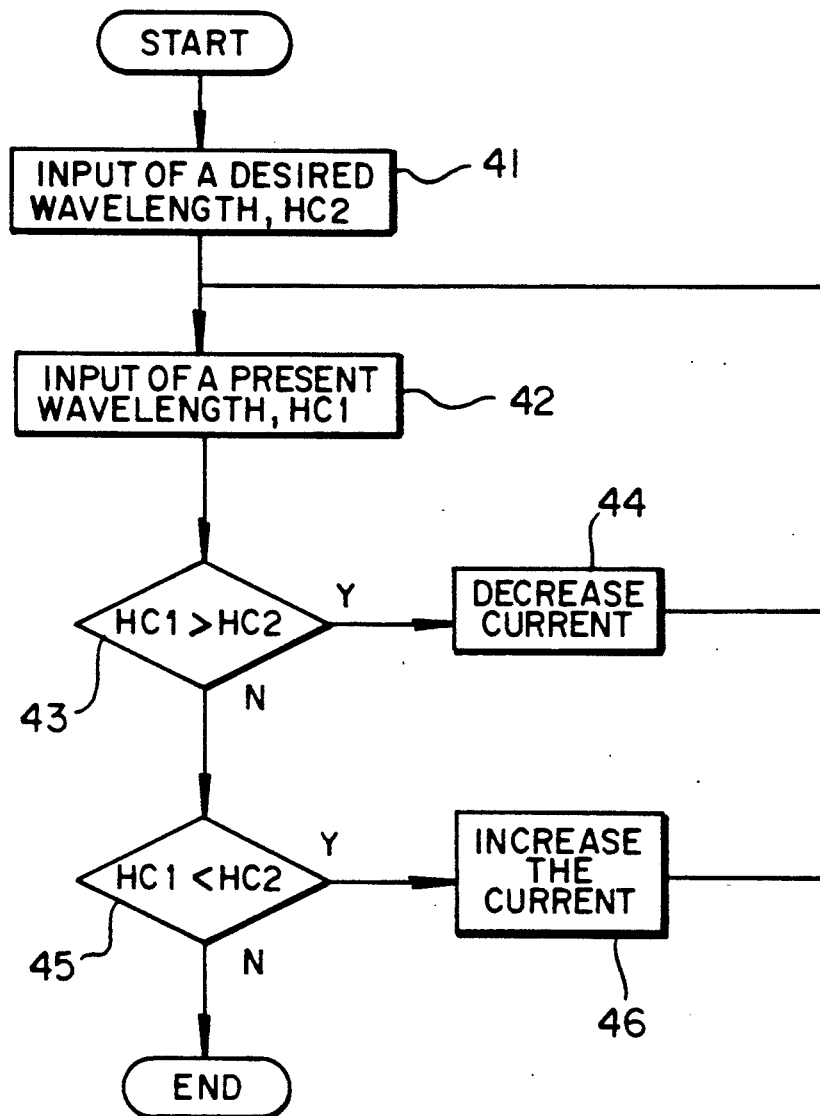 START
INPUT OF A DESIRED
WAVELENGTH, HC2
41
INPUT OF A PRESENT
WAVELENGTH, HC1
42
44
HC1 > HC2
Y
DECREASE
CURRENT
43
N
HC1 < HC2
Y
INCREASE
THE
CURRENT
45
N
46
END